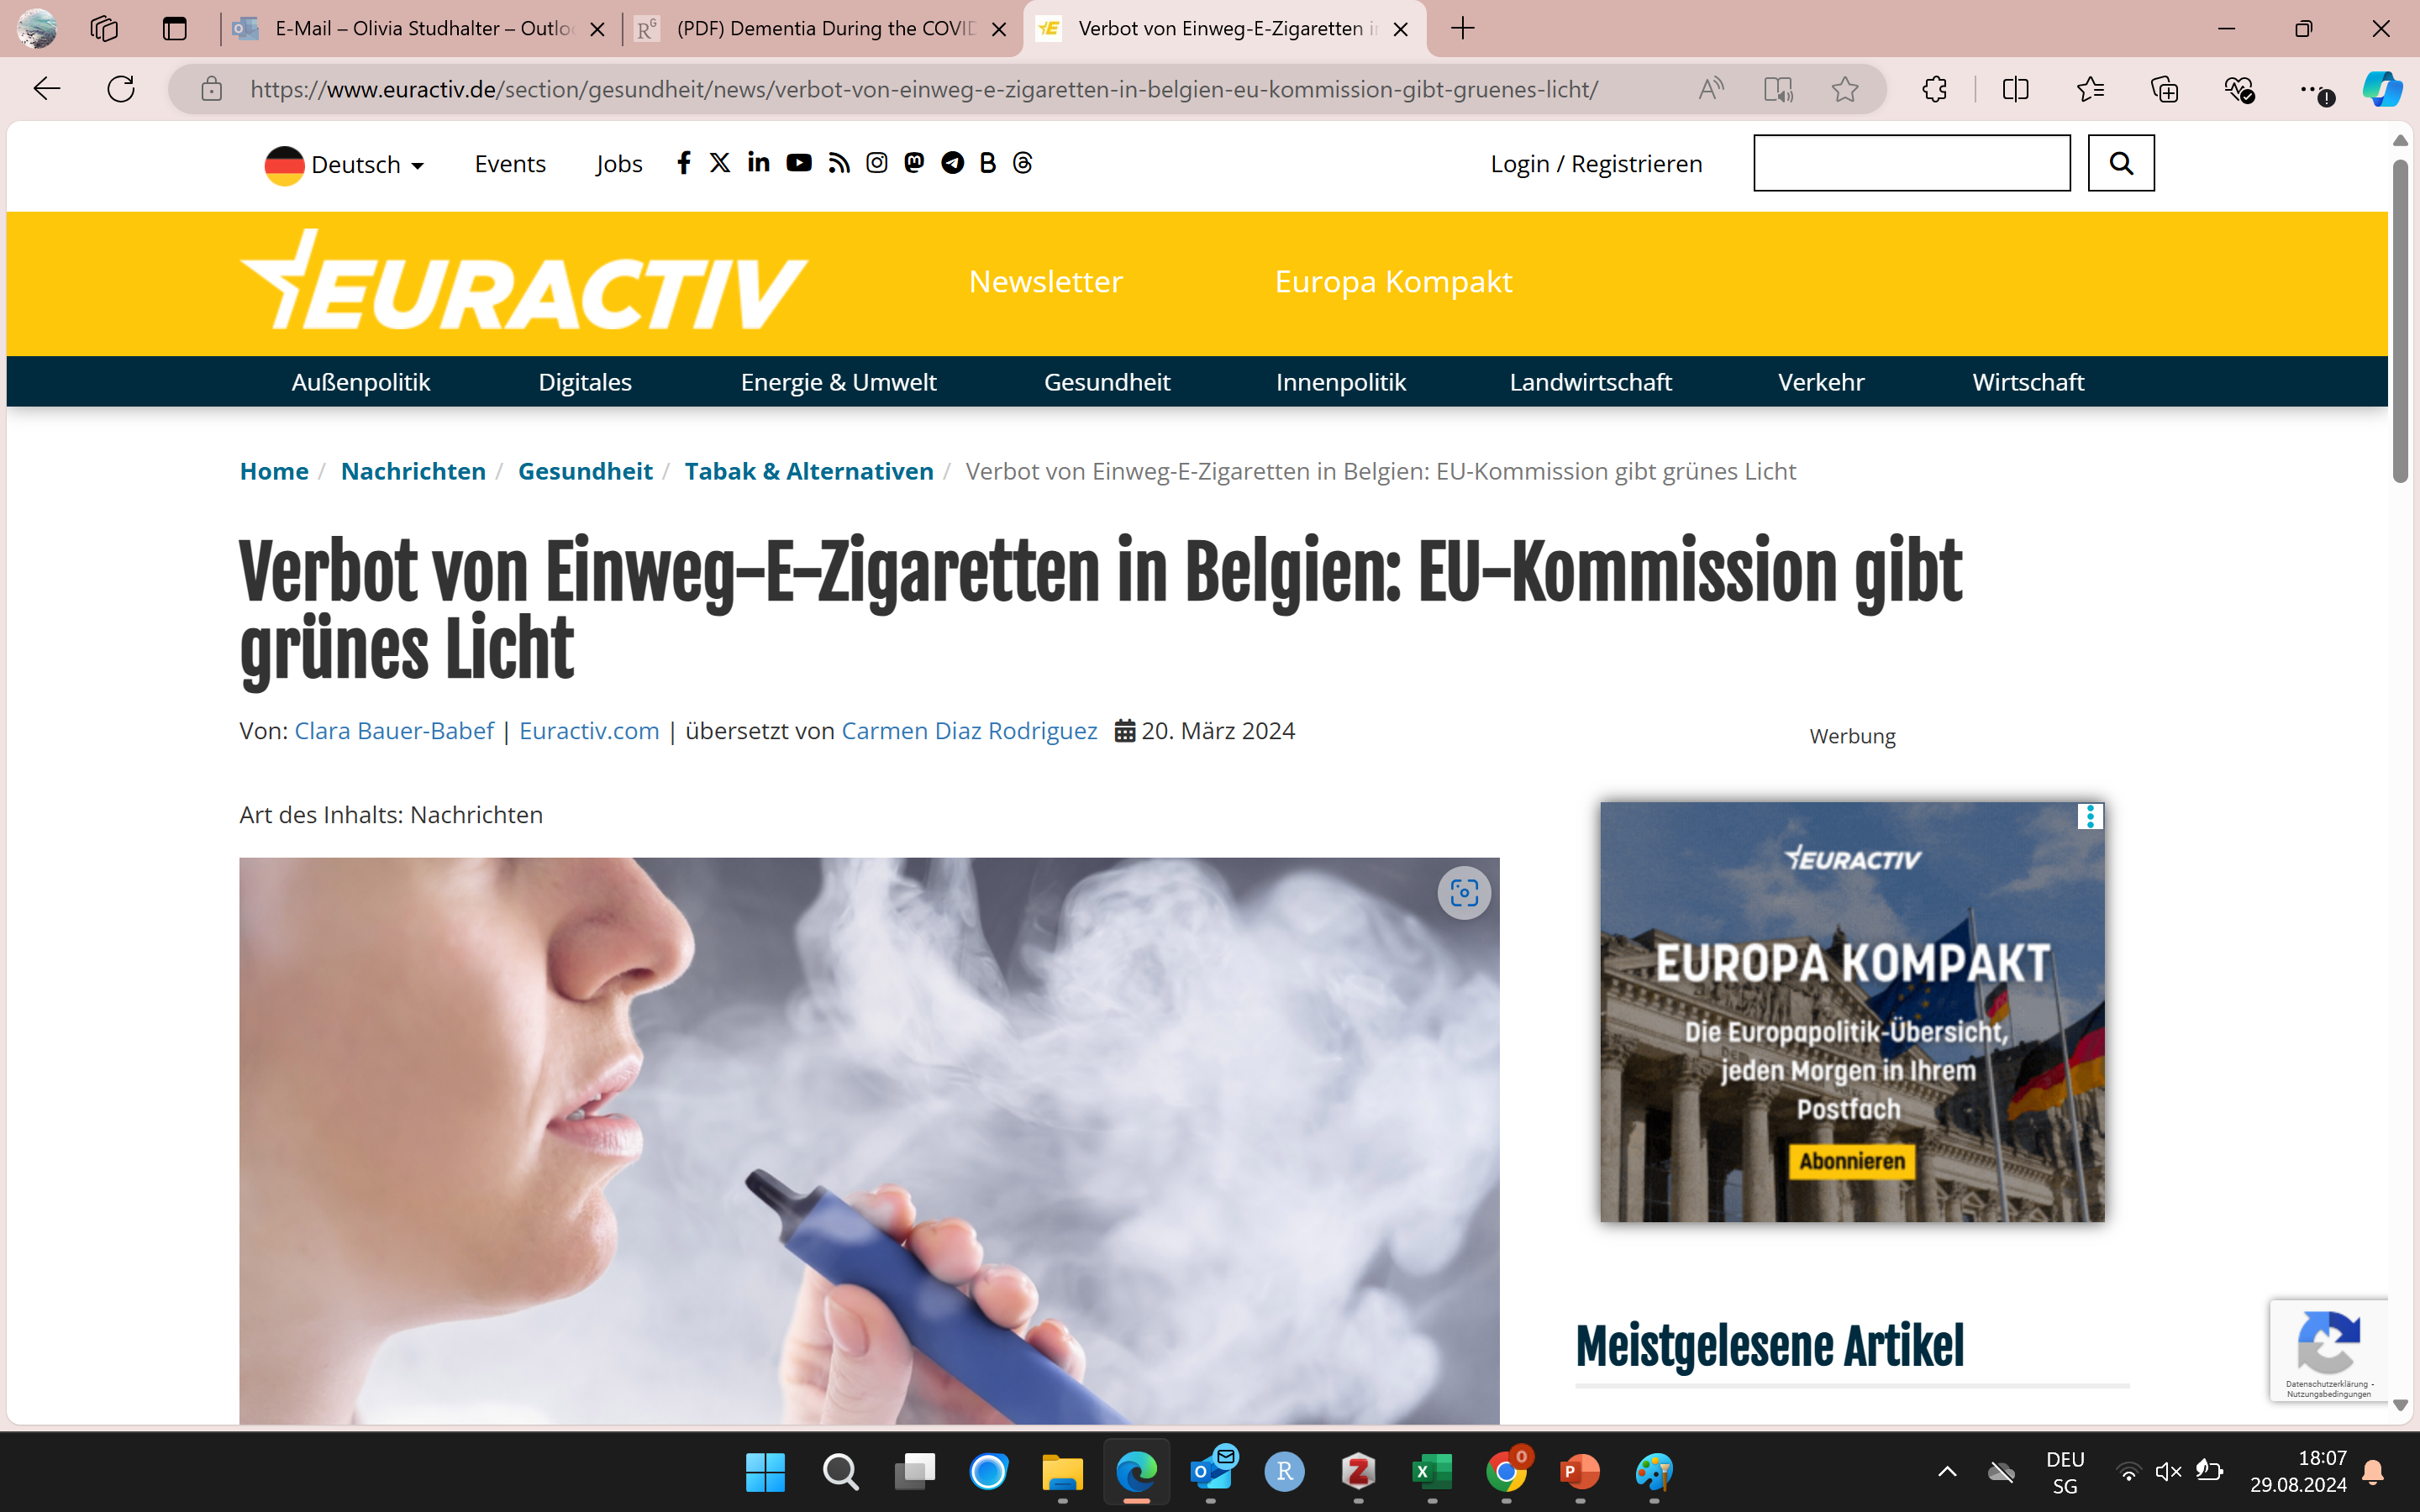 E-Mail – Olivia Studhalter – Outlo
(PDF) Dementia During the COVID
Verbot von Einweg-E-Zigaretten i
https://www.euractiv.de/section/gesundheit/news/verbot-von-einweg-e-zigaretten-in-belgien-eu-kommission-gibt-gruenes-licht/
Deutsch
Events
Jobs
Login / Registrieren
EURACTIV
Newsletter
Europa Kompakt
Außenpolitik
Digitales
Energie & Umwelt
Gesundheit
Innenpolitik
Landwirtschaft
Verkehr
Wirtschaft
Home / Nachrichten / Gesundheit / Tabak & Alternativen / Verbot von Einweg-E-Zigaretten in Belgien: EU-Kommission gibt grünes Licht
Verbot von Einweg-E-Zigaretten in Belgien: EU-Kommission gibt
grünes Licht
Von: Clara Bauer-Babef | Euractiv.com | übersetzt von Carmen Diaz Rodriguez 20. März 2024
Werbung
Art des Inhalts: Nachrichten
EURACTIV
EUROPA KOMPAKT
Die Europapolitik-Übersicht,
jeden Morgen in Ihrem
Postfach
Abonnieren
Meistgelesene Artikel
Datenschutzerklärung -
Nutzungsbedingungen
DEU
SG
18:07
29.08.2024